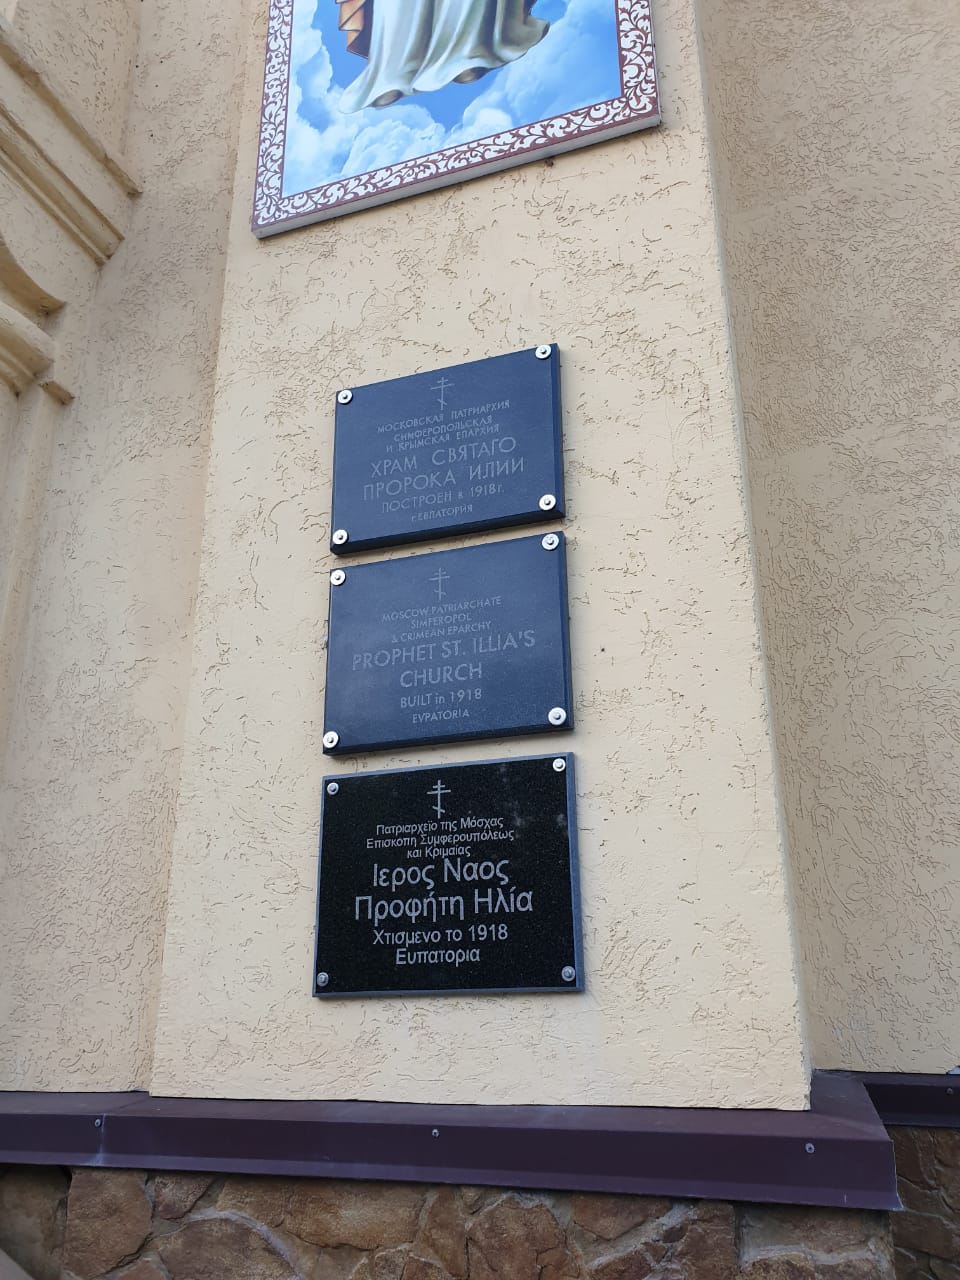 МОСКОВСКАЯ ПАТРИАРХИЯ
СИМФЕРОПОЛЬСКАЯ
И КРЫМСКАЯ ЕПАРХИЯ
ХРАМ СВЯТАГО
ПРОРОКА ИЛИИ
ПОСТРОЕН в 1918г.
г.ЕВПАТОРИЯ
MOSCOW PATRIARCHATE
SIMFEROPOL
& CRIMEAN EPARCHY
PROPHET ST. ILLIA'S
CHURCH
BUILT in 1918
EVPATORIA
Πατριαρχείο της Μόσχας
Επισκόπη Συμφερουπόλεως
και Κριμαίας
Ιερος Ναος
Προφήτη Ηλία
Χτισμενο το 1918
Ευπατορια